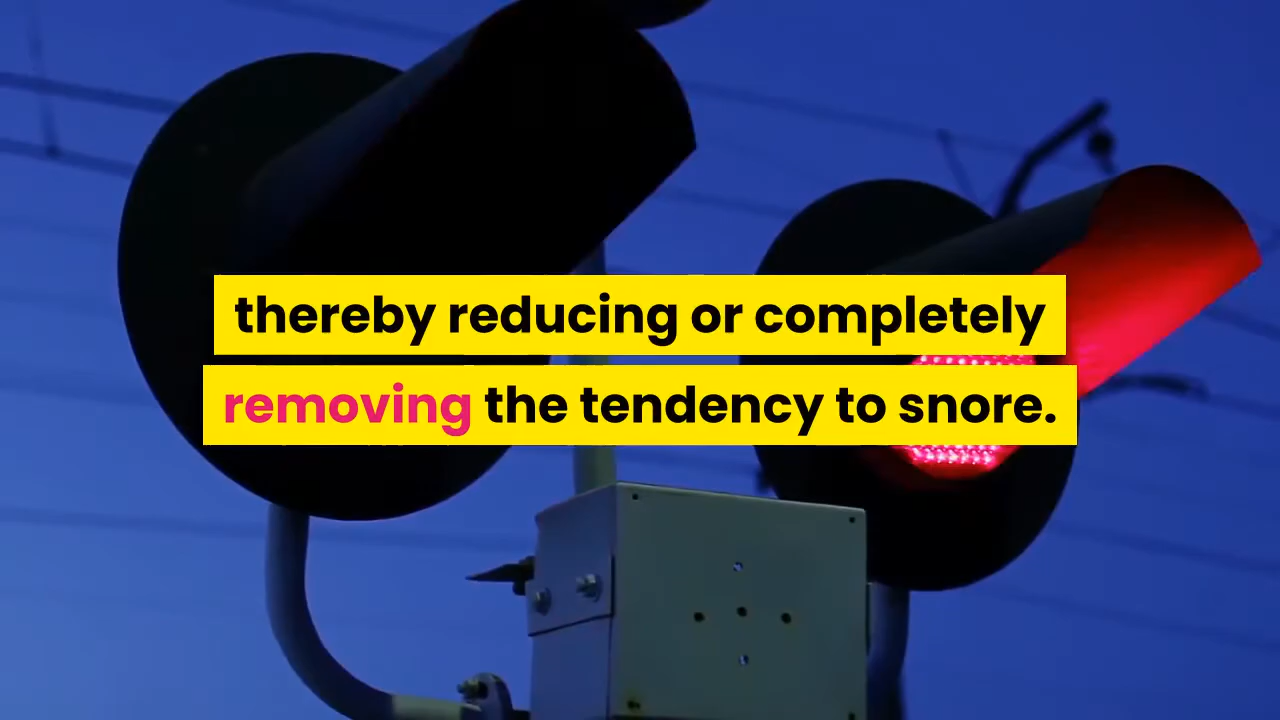 thereby reducing or completely
removing the tendency to snore.